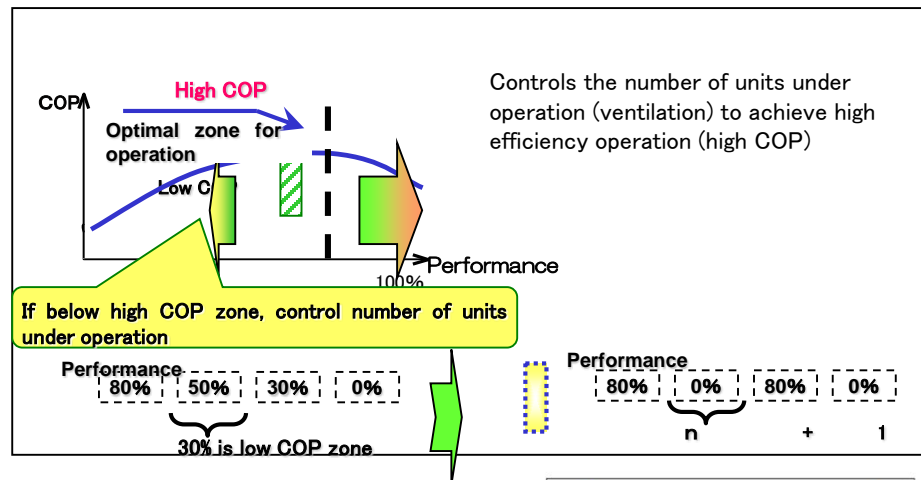 High COP
COP
Optimal zone for
operation
Low C P
Performance
100%
Controls the number of units under
operation (ventilation) to achieve high
efficiency operation (high COP)
If below high COP zone, control number of units
under operation
Performance
80% 50% 30% 0%
30% is low COP zone
Performance
80% 0% 80% 0%
n + 1